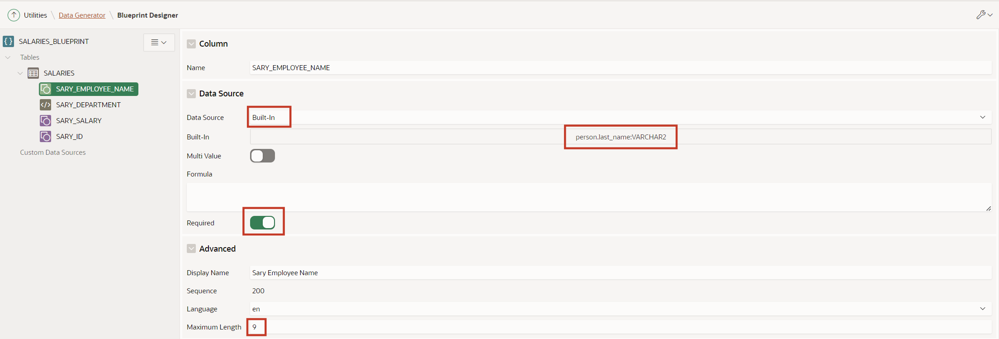 Utilities \ Data Generator \ Blueprint Designer
{} SALARIES_BLUEPRINT
Tables
SALARIES
SARY_EMPLOYEE_NAME
</> SARY_DEPARTMENT
SARY_SALARY
SARY_ID
Custom Data Sources
Column
Name SARY_EMPLOYEE_NAME
Data Source
Data Source Built-In
Built-In person.last_name:VARCHAR2
Multi Value
Formula
Required
Advanced
Display Name Sary Employee Name
Sequence 200
Language en
Maximum Length 9